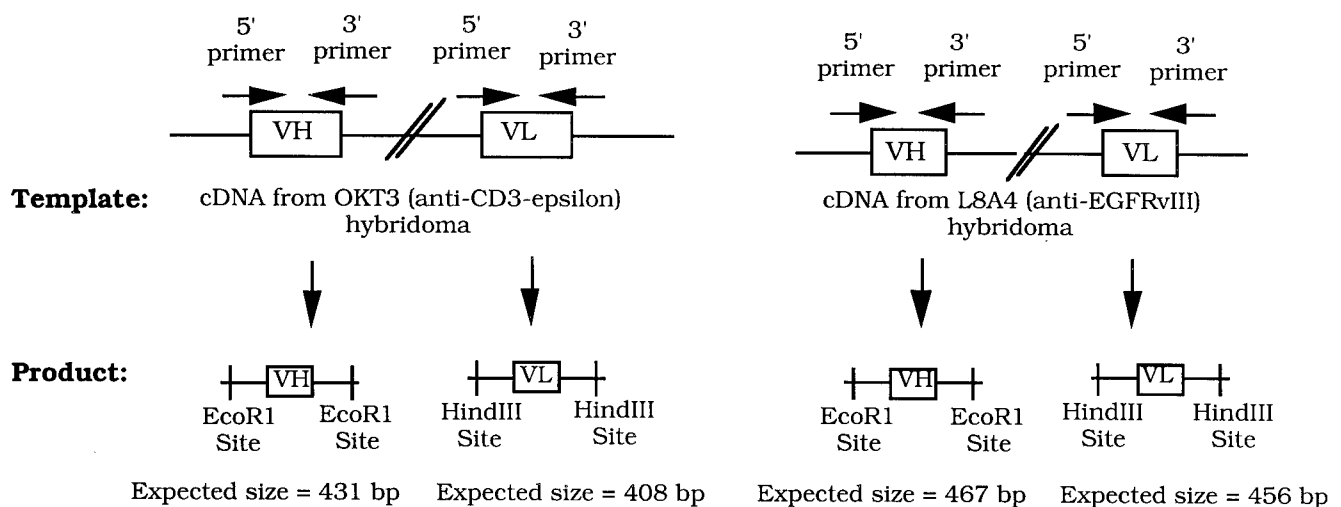 5' 3' 5' 3'
primer primer primer primer
5' 3' 5' 3'
primer primer primer primer
VH VL
VH VL
Template: cDNA from OKT3 (anti-CD3-epsilon)
hybridoma
cDNA from L8A4 (anti-EGFRvIII)
hybridoma
Product: VH VL VH VL
EcoR1 EcoR1 HindIII HindIII
Site Site Site Site
EcoR1 EcoR1 HindIII HindIII
Site Site Site Site
Expected size = 431 bp Expected size = 408 bp Expected size = 467 bp Expected size = 456 bp